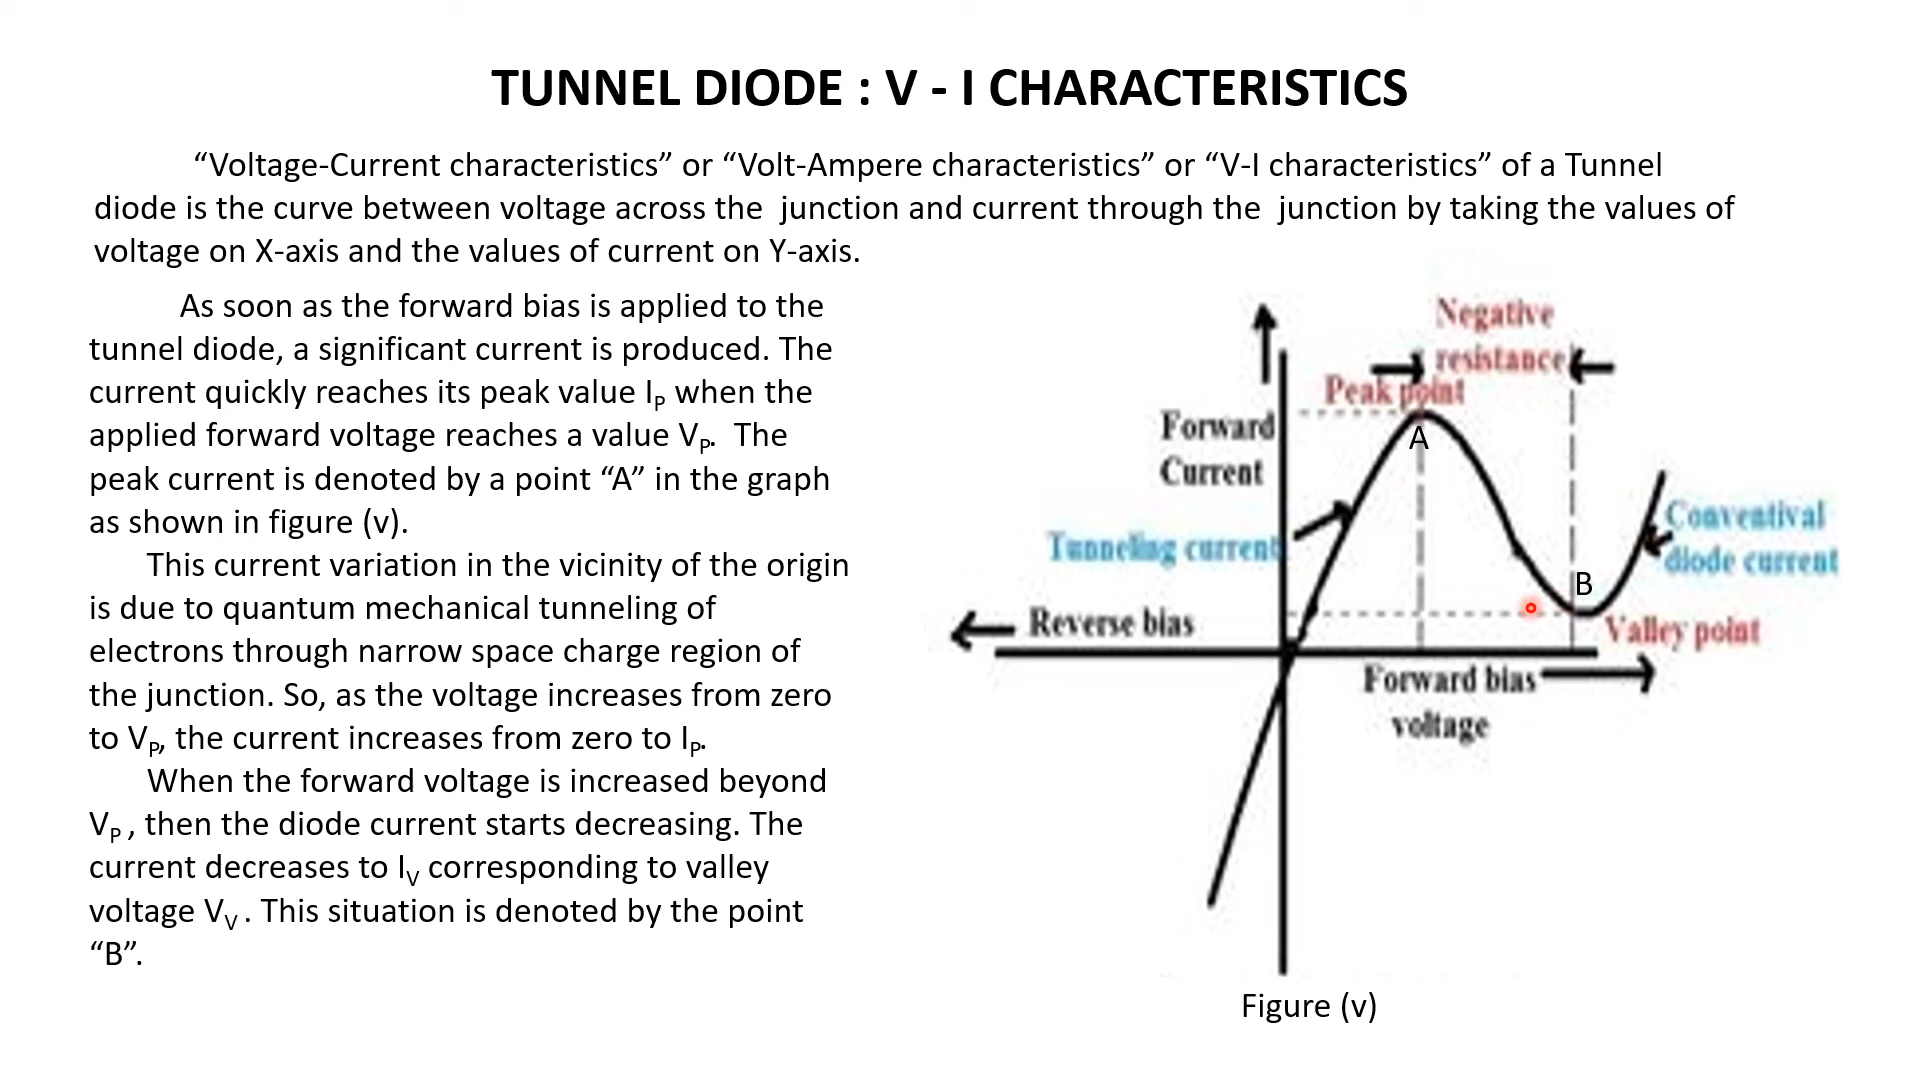 TUNNEL DIODE : V - I CHARACTERISTICS
“Voltage-Current characteristics” or “Volt-Ampere characteristics” or “V-I characteristics” of a Tunnel
diode is the curve between voltage across the junction and current through the junction by taking the values of
voltage on X-axis and the values of current on Y-axis.
As soon as the forward bias is applied to the
tunnel diode, a significant current is produced. The
current quickly reaches its peak value IP when the
applied forward voltage reaches a value VP. The
peak current is denoted by a point “A” in the graph
as shown in figure (v).
This current variation in the vicinity of the origin
is due to quantum mechanical tunneling of
electrons through narrow space charge region of
the junction. So, as the voltage increases from zero
to VP, the current increases from zero to IP.
When the forward voltage is increased beyond
VP , then the diode current starts decreasing. The
current decreases to IV corresponding to valley
voltage VV . This situation is denoted by the point
“B”.
Negative
resistance
Peak point
A
Forward
Current
Tunneling current
Conventival
diode current
B
Reverse bias
Valley point
Forward bias
voltage
Figure (v)